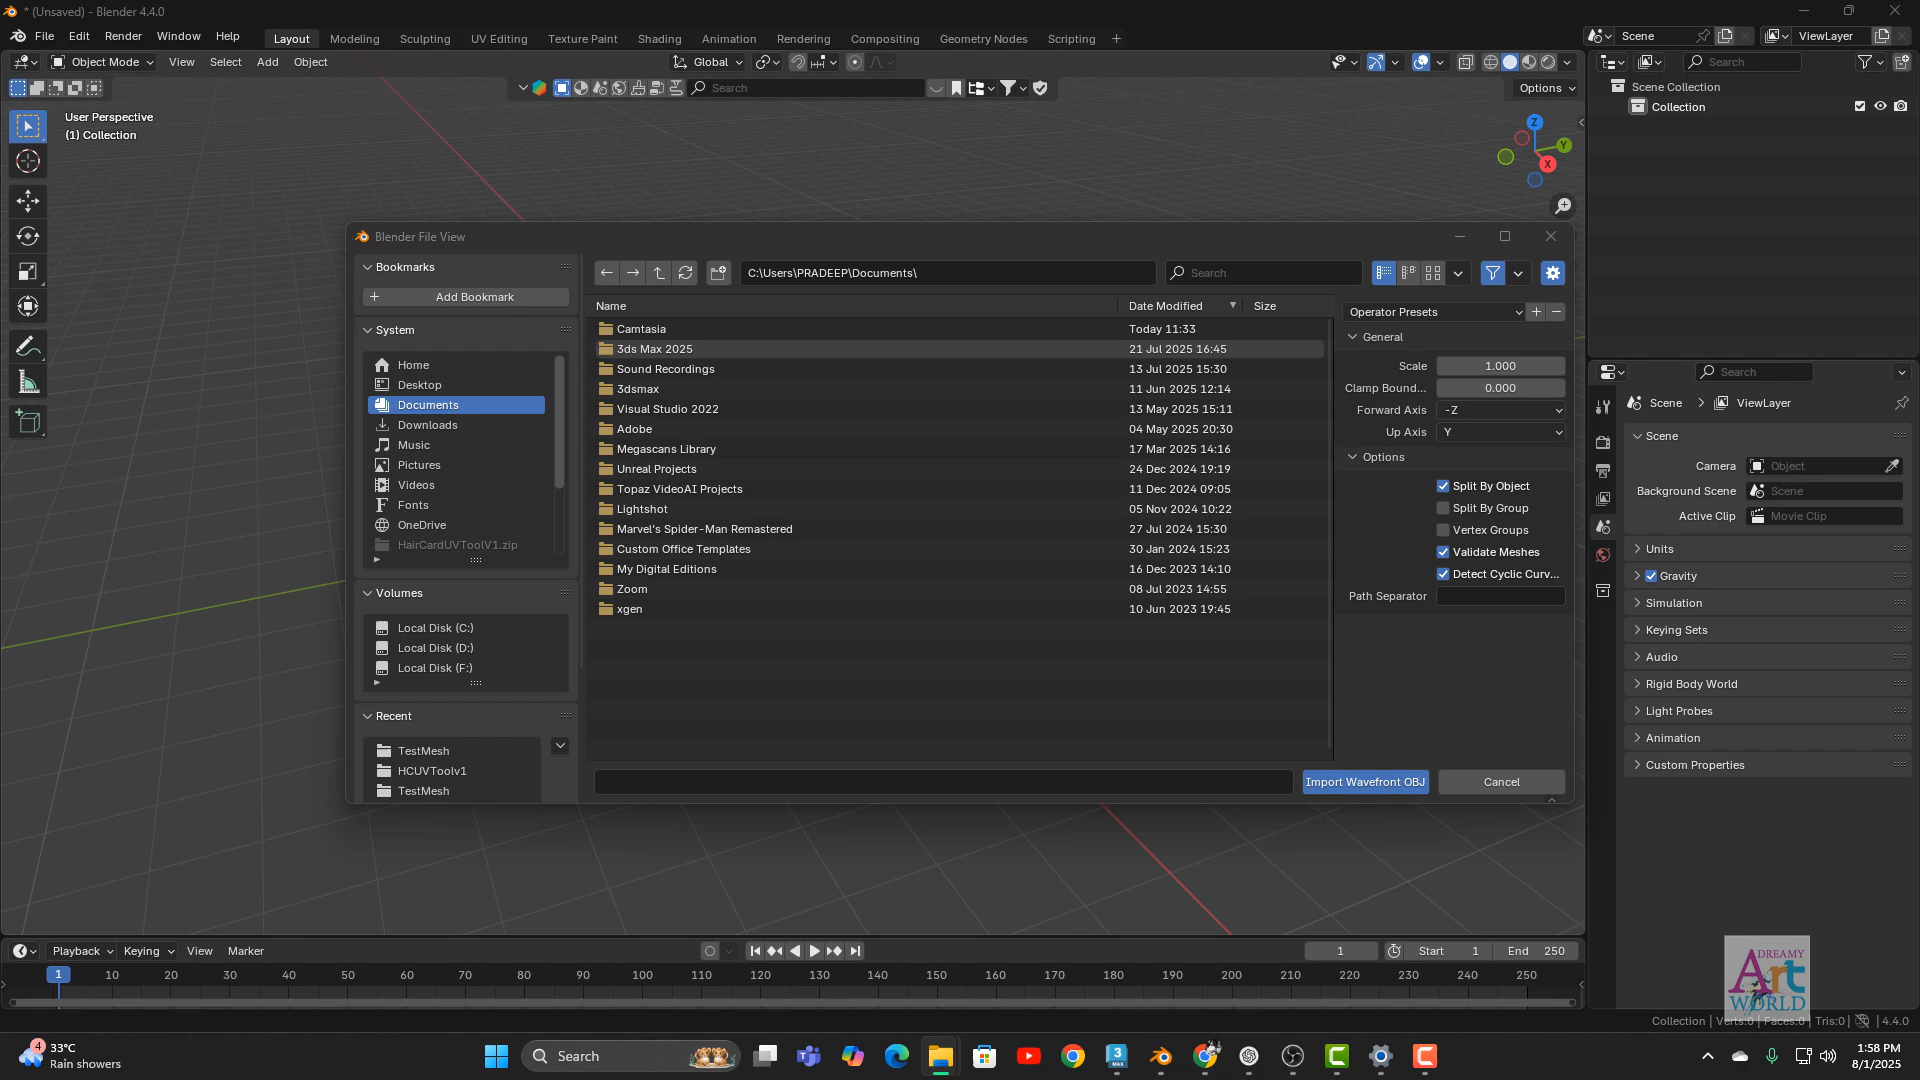 * (Unsaved) - Blender 4.4.0
File Edit Render Window Help
Layout Modeling Sculpting UV Editing Texture Paint Shading Animation Rendering Compositing Geometry Nodes Scripting +
Scene
ViewLayer
Object Mode View Select Add Object
Global
Search
Search
Options
User Perspective
(1) Collection
Z
Y
X
Scene Collection
Collection
Blender File View
Bookmarks
Add Bookmark
System
Home
Desktop
Documents
Downloads
Music
Pictures
Videos
Fonts
OneDrive
HairCardUVToolV1.zip
Volumes
Local Disk (C:)
Local Disk (D:)
Local Disk (F:)
Recent
TestMesh
HCUVToolv1
TestMesh
C:\Users\PRADEEP\Documents\
Search
Name Date Modified Size
Camtasia Today 11:33
3ds Max 2025 21 Jul 2025 16:45
Sound Recordings 13 Jul 2025 15:30
3dsmax 11 Jun 2025 12:14
Visual Studio 2022 13 May 2025 15:11
Adobe 04 May 2025 20:30
Megascans Library 17 Mar 2025 14:16
Unreal Projects 24 Dec 2024 19:19
Topaz VideoAI Projects 11 Dec 2024 09:05
Lightshot 05 Nov 2024 10:22
Marvel's Spider-Man Remastered 27 Jul 2024 15:30
Custom Office Templates 30 Jan 2024 15:23
My Digital Editions 16 Dec 2023 14:10
Zoom 08 Jul 2023 14:55
xgen 10 Jun 2023 19:45
Operator Presets
General
Scale 1.000
Clamp Bound... 0.000
Forward Axis -Z
Up Axis Y
Options
Split By Object
Split By Group
Vertex Groups
Validate Meshes
Detect Cyclic Curv...
Path Separator
Import Wavefront OBJ Cancel
Search
Scene ViewLayer
Scene
Camera Object
Background Scene Scene
Active Clip Movie Clip
Units
Gravity
Simulation
Keying Sets
Audio
Rigid Body World
Light Probes
Animation
Custom Properties
Playback Keying View Marker
1 Start 1 End 250
1 10 20 30 40 50 60 70 80 90 100 110 120 130 140 150 160 170 180 190 200 210 220 230 240 250
DREAMY
Art
WORLD
Collection | Verts:0 | Faces:0 | Tris:0 | 4.4.0
4
33°C
Rain showers
Search
3
MAX
1:58 PM
8/1/2025